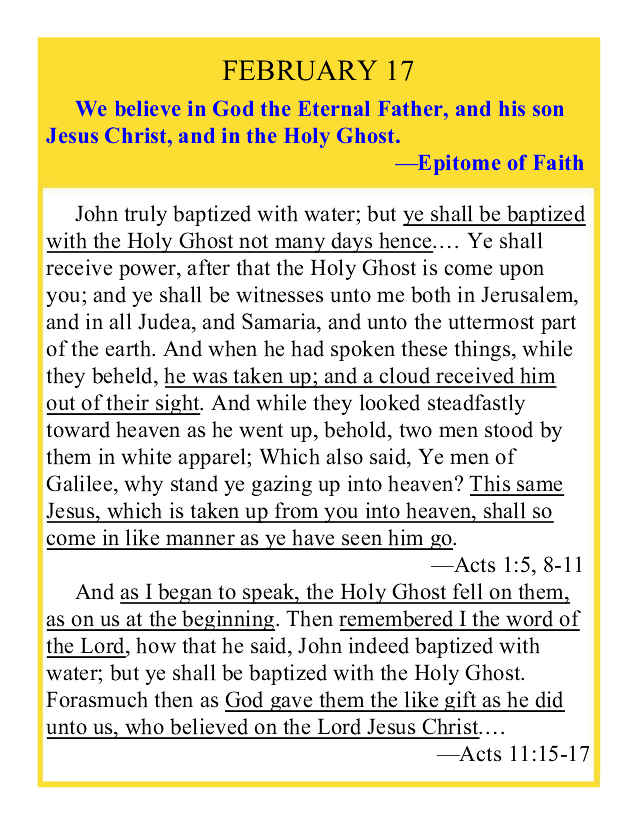 FEBRUARY 17
We believe in God the Eternal Father, and his son
Jesus Christ, and in the Holy Ghost.
—Epitome of Faith
John truly baptized with water; but ye shall be baptized
with the Holy Ghost not many days hence.… Ye shall
receive power, after that the Holy Ghost is come upon
you; and ye shall be witnesses unto me both in Jerusalem,
and in all Judea, and Samaria, and unto the uttermost part
of the earth. And when he had spoken these things, while
they beheld, he was taken up; and a cloud received him
out of their sight. And while they looked steadfastly
toward heaven as he went up, behold, two men stood by
them in white apparel; Which also said, Ye men of
Galilee, why stand ye gazing up into heaven? This same
Jesus, which is taken up from you into heaven, shall so
come in like manner as ye have seen him go.
—Acts 1:5, 8-11
And as I began to speak, the Holy Ghost fell on them,
as on us at the beginning. Then remembered I the word of
the Lord, how that he said, John indeed baptized with
water; but ye shall be baptized with the Holy Ghost.
Forasmuch then as God gave them the like gift as he did
unto us, who believed on the Lord Jesus Christ.…
—Acts 11:15-17